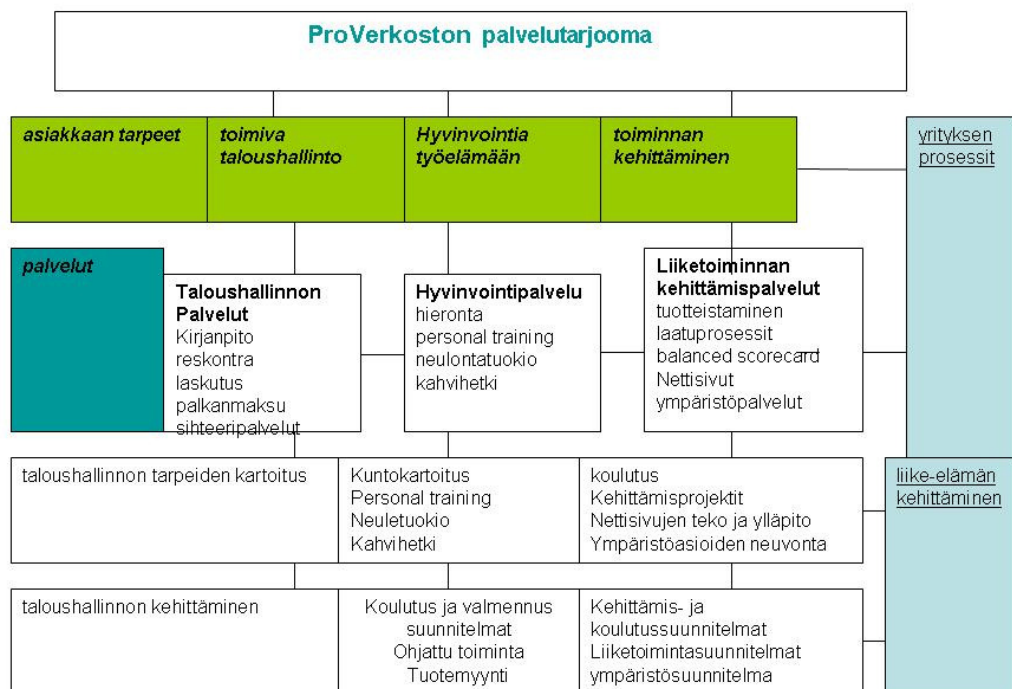 ProVerkoston palvelutarjooma
asiakkaan tarpeet
toimiva
taloushallinto
Hyvinvointia
työelämään
toiminnan
kehittäminen
yrityksen
prosessit
palvelut
Taloushallinnon
Palvelut
Kirjanpito
reskontra
laskutus
palkanmaksu
sihteeripalvelut
Hyvinvointipalvelu
hieronta
personal training
neulontatuokio
kahvihetki
Liiketoiminnan
kehittämispalvelut
tuotteistaminen
laatuprosessit
balanced scorecard
Nettisivut
ympäristöpalvelut
taloushallinnon tarpeiden kartoitus
Kuntokartoitus
Personal training
Neuletuokio
Kahvihetki
koulutus
Kehittämisprojektit
Nettisivujen teko ja ylläpito
Ympäristöasioiden neuvonta
liike-elämän
kehittäminen
taloushallinnon kehittäminen
Koulutus ja valmennus
suunnitelmat
Ohjattu toiminta
Tuotemyynti
Kehittämis- ja
koulutussuunnitelmat
Liiketoimintasuunnitelmat
ympäristösuunnitelma